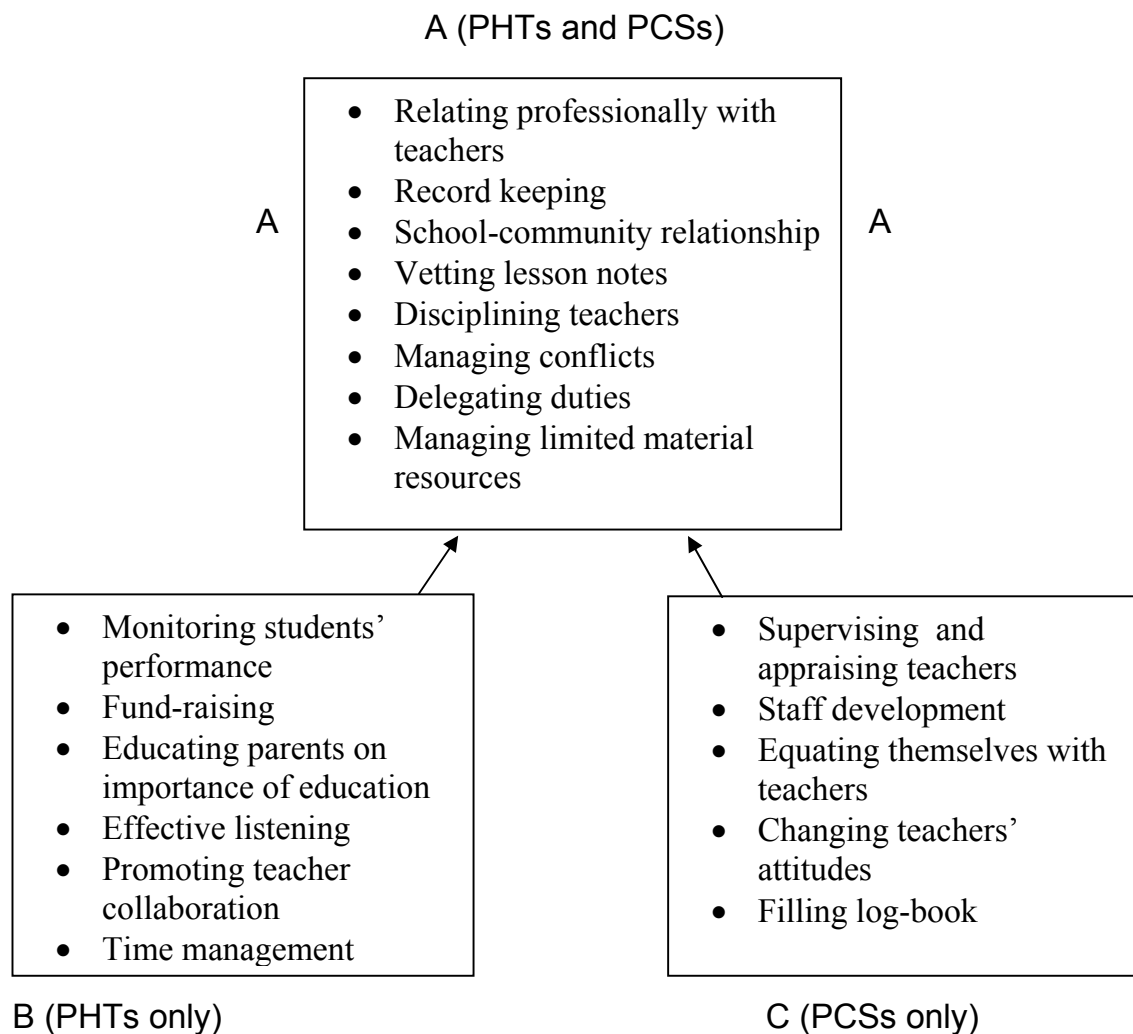 A (PHTs and PCSs)
A
A
• Relating professionally with
teachers
• Record keeping
• School-community relationship
• Vetting lesson notes
• Disciplining teachers
• Managing conflicts
• Delegating duties
• Managing limited material
resources
• Monitoring students’
performance
• Fund-raising
• Educating parents on
importance of education
• Effective listening
• Promoting teacher
collaboration
• Time management
B (PHTs only)
• Supervising and
appraising teachers
• Staff development
• Equating themselves with
teachers
• Changing teachers’
attitudes
• Filling log-book
C (PCSs only)